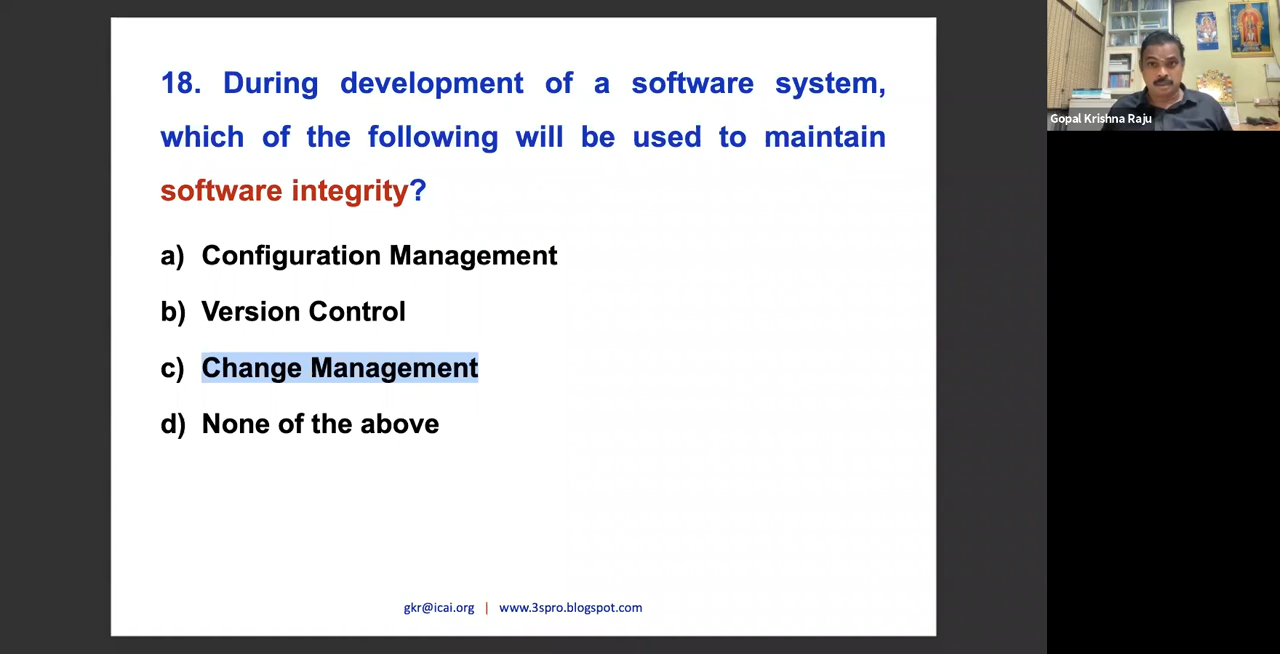 18. During development of a software system,
which of the following will be used to maintain
software integrity?
a) Configuration Management
b) Version Control
c) Change Management
d) None of the above
gkr@icai.org | www.3spro.blogspot.com
Gopal Krishna Raju